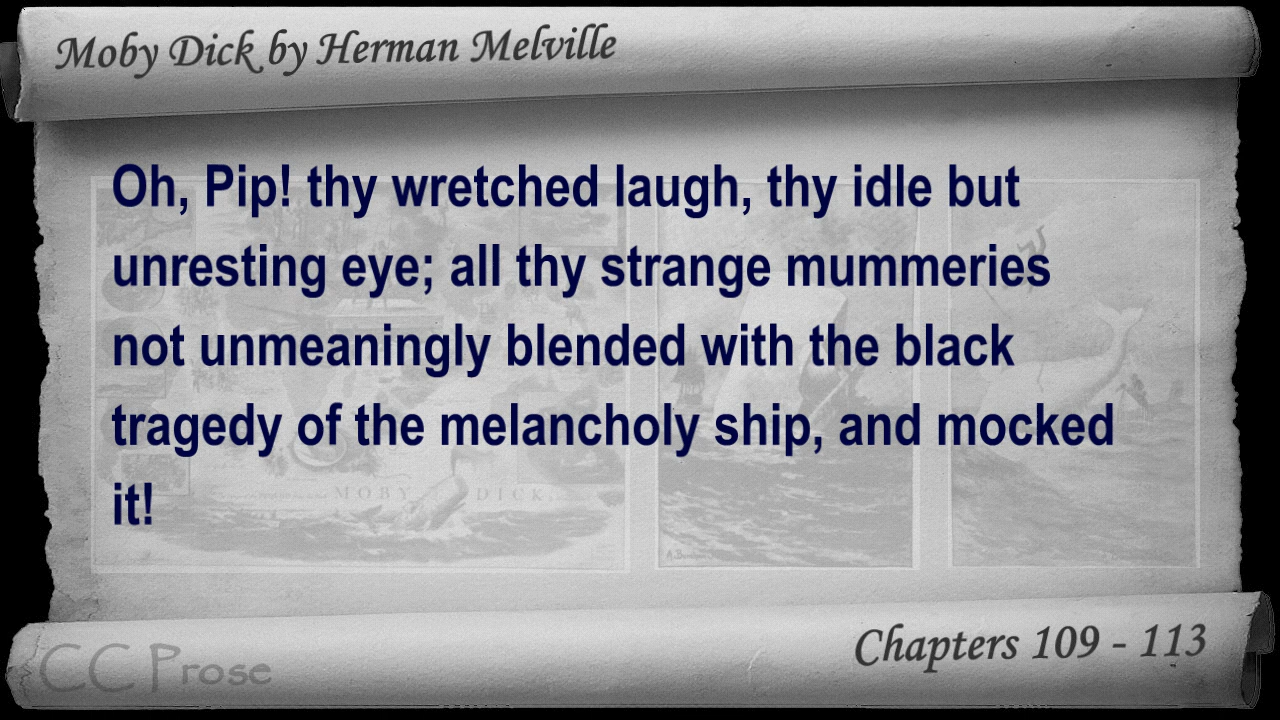 Moby Dick by Herman Melville
Oh, Pip! thy wretched laugh, thy idle but
unresting eye; all thy strange mummeries
not unmeaningly blended with the black
tragedy of the melancholy ship, and mocked
it!
MOBY DICK
Chapters 109 - 113
CC Prose